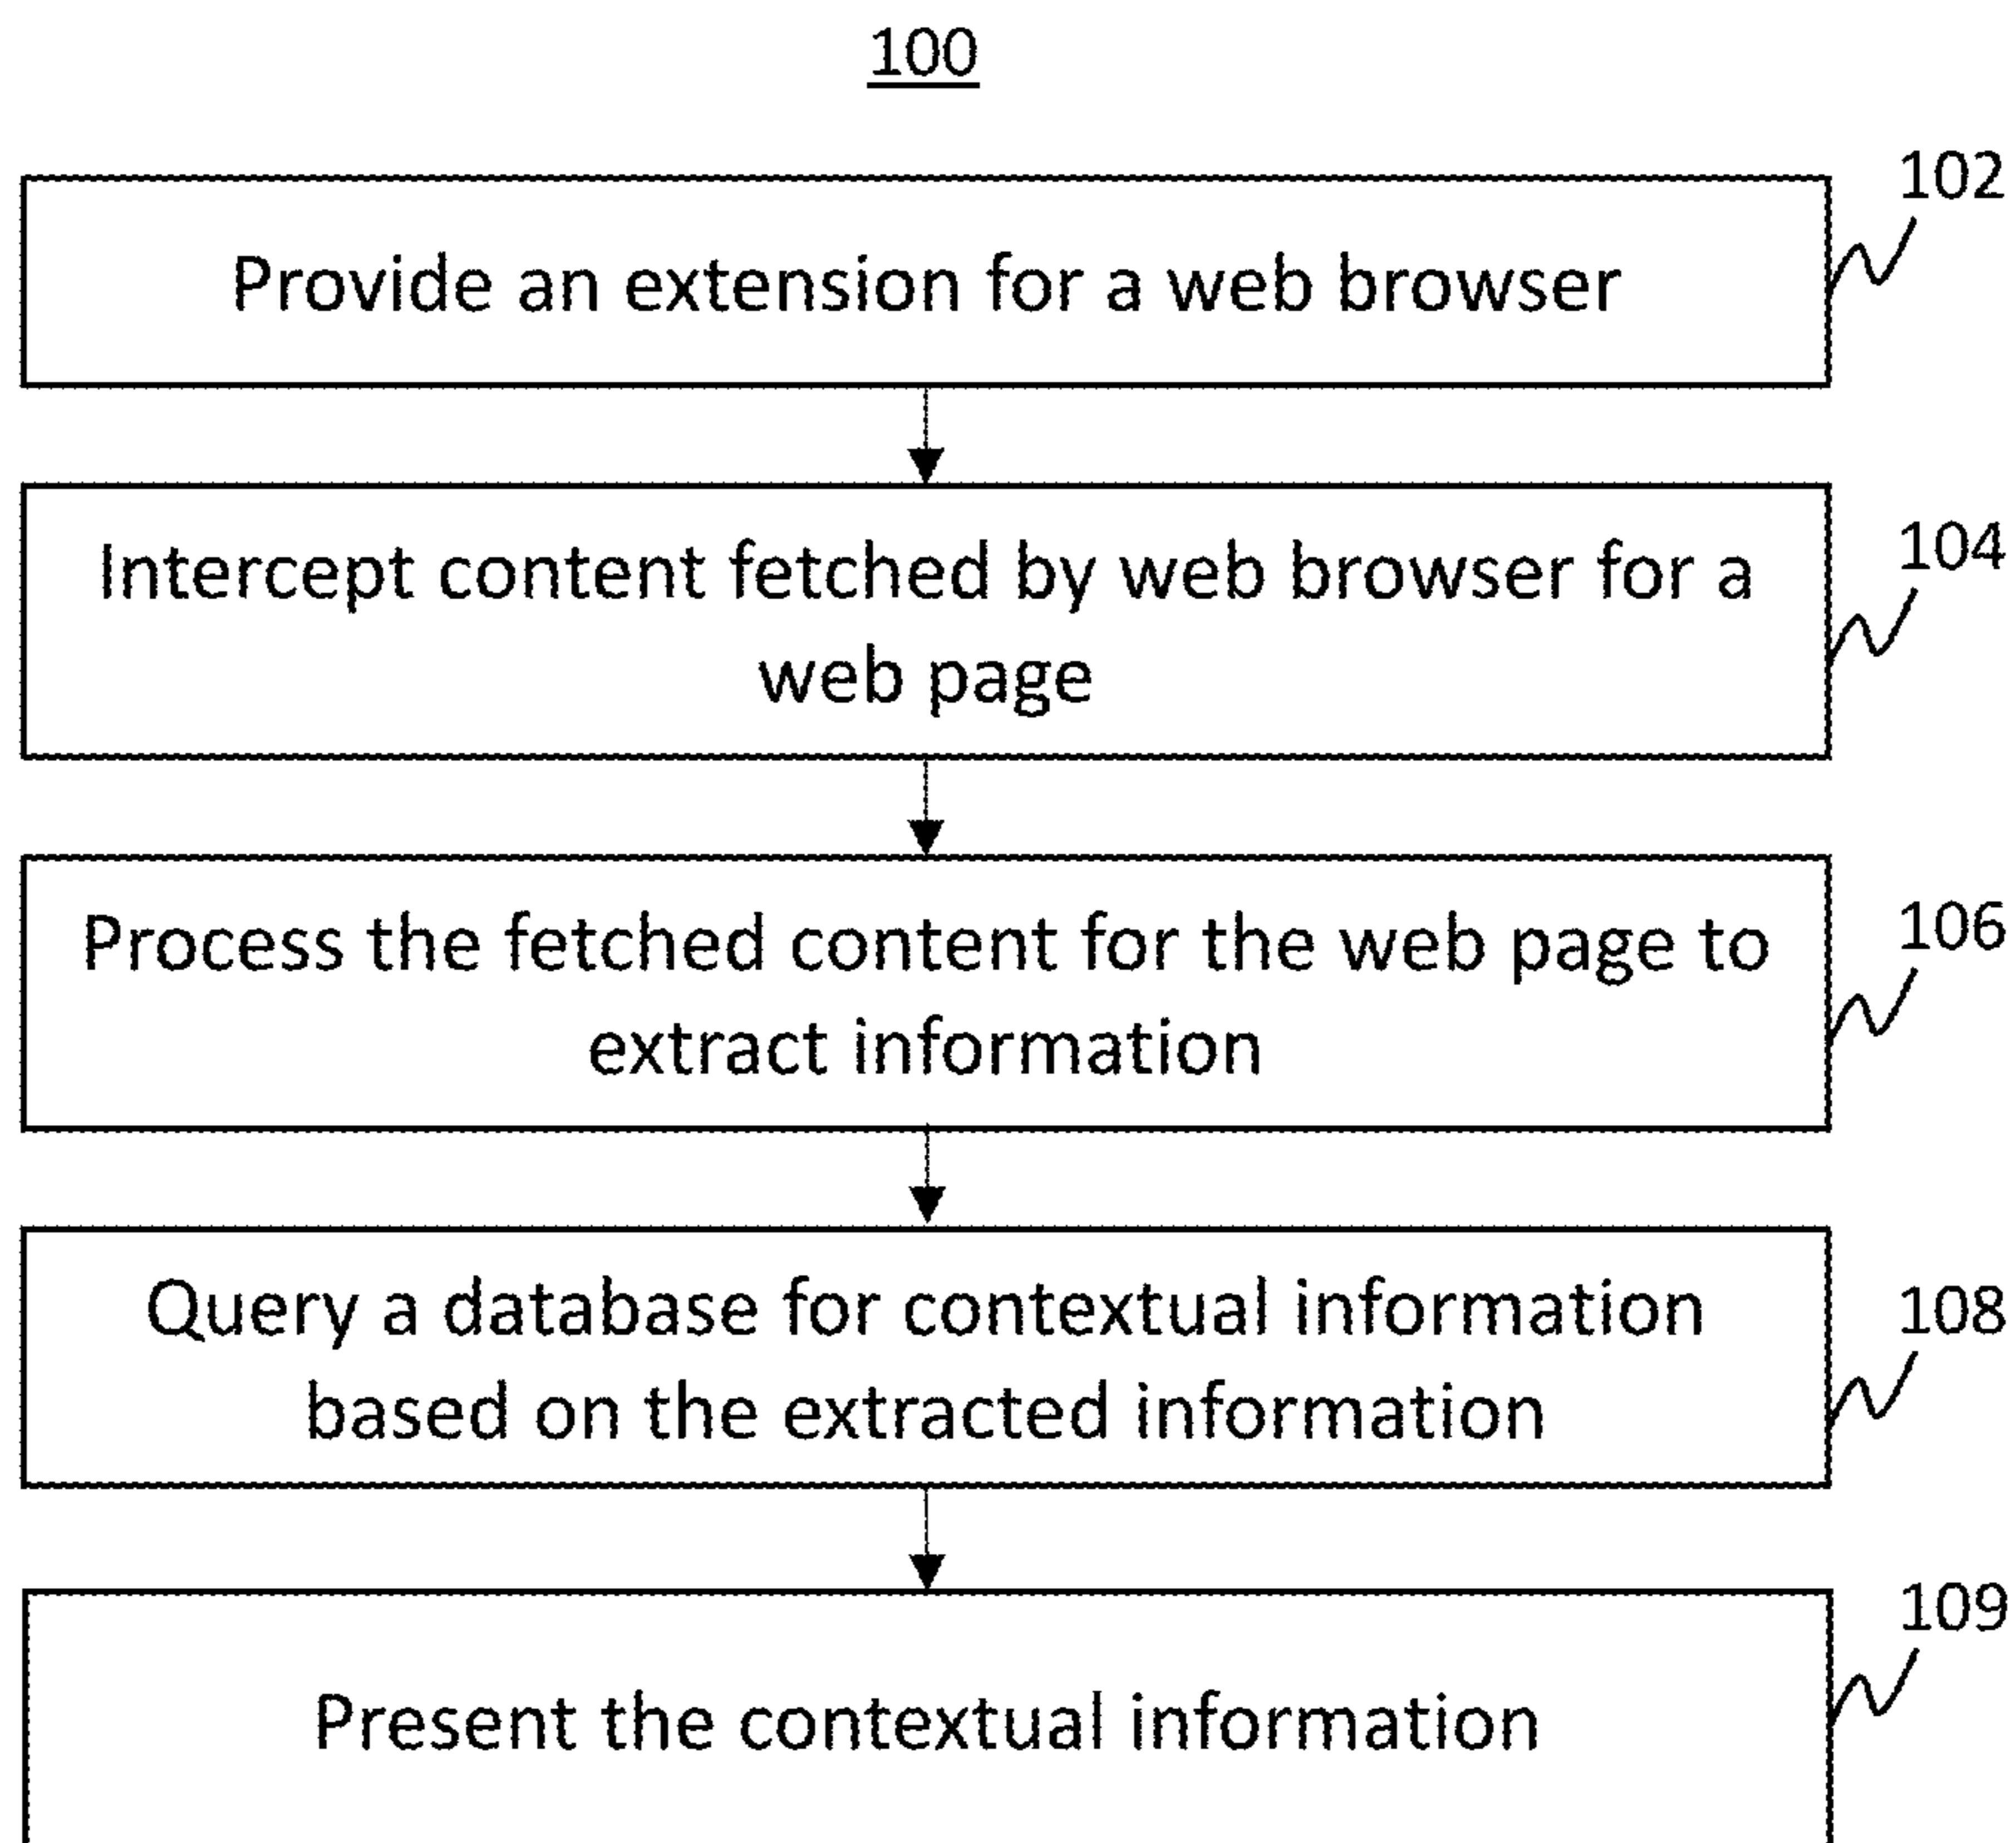 100
102
Provide an extension for a web browser
104
Intercept content fetched by web browser for a
web page
106
Process the fetched content for the web page to
extract information
108
Query a database for contextual information
based on the extracted information
109
Present the contextual information